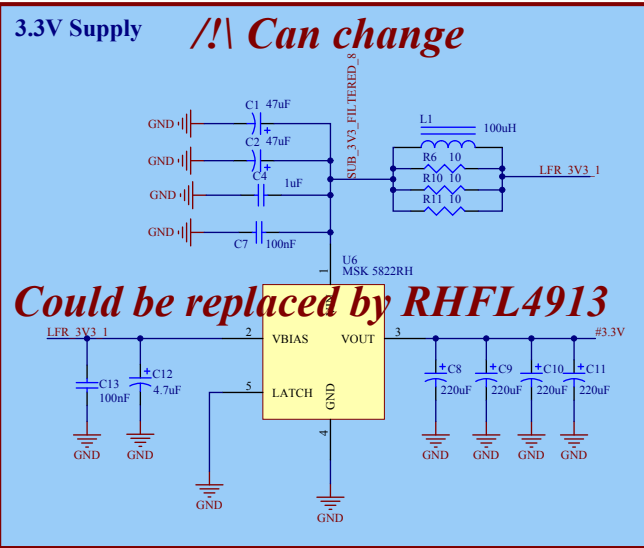 3.3V Supply
/!\ Can change
SUB_3V3_FILTERED_8
C1 47uF
GND
47uF
C2
GND
C4
1uF
GND
GND
C7 100nF
L1
100uH
R6 10
R10 10
R11 10
LFR_3V3_1
U6
MSK 5822RH
1
Could be replaced by RHFL4913
LFR_3V3_1
2 VBIAS
VOUT 3
#3.3V
C13
100nF
C12
4.7uF
5 LATCH
GND
4
C8
220uF
C9
220uF
C10
220uF
C11
220uF
GND
GND
GND
GND
GND
GND
GND
GND